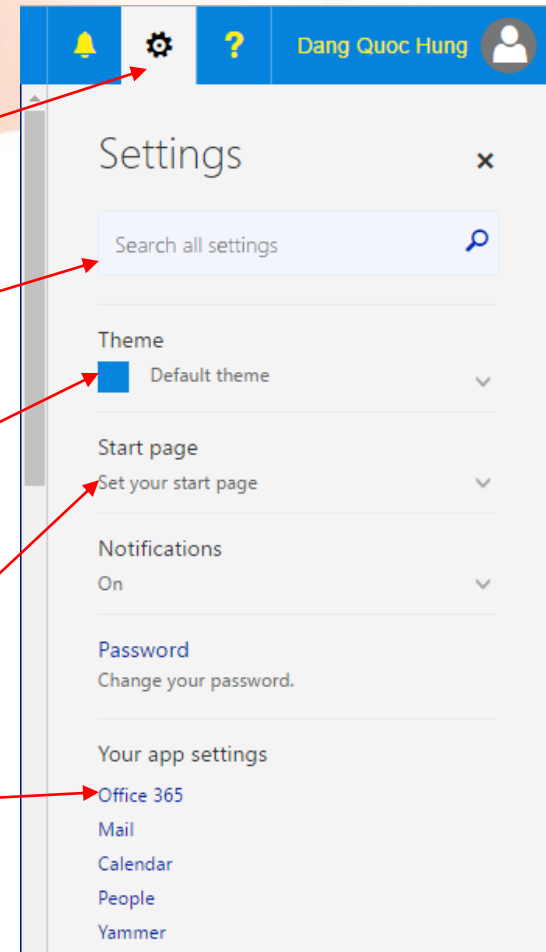 ? Dang Quoc Hung
Settings
Search all settings
Theme
Default theme
Start page
Set your start page
Notifications
On
Password
Change your password.
Your app settings
Office 365
Mail
Calendar
People
Yammer